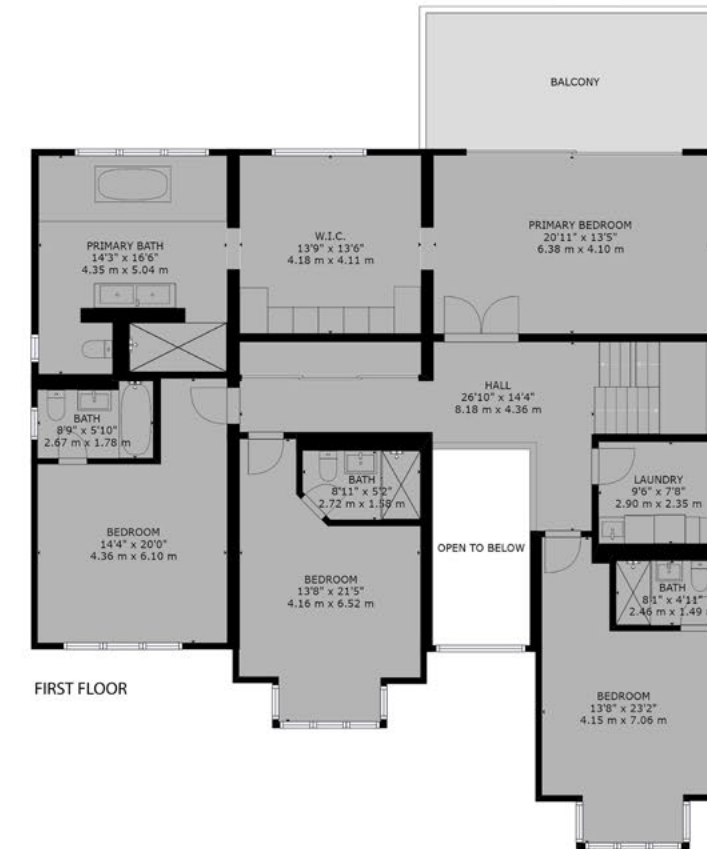 BALCONY
PRIMARY BATH
14'3" x 16'6"
4.35 m x 5.04 m
W.I.C.
13'9" x 13'6"
4.18 m x 4.11 m
PRIMARY BEDROOM
20'11" x 13'5"
6.38 m x 4.10 m
HALL
26'10" x 14'4"
8.18 m x 4.36 m
BATH
8'9" x 5'10"
2.67 m x 1.78 m
BATH
8'11" x 5'2"
2.72 m x 1.58 m
LAUNDRY
9'6" x 7'8"
2.90 m x 2.35 m
BEDROOM
14'4" x 20'0"
4.36 m x 6.10 m
OPEN TO BELOW
BEDROOM
13'8" x 21'5"
4.16 m x 6.52 m
BATH
8'1" x 4'11"
2.46 m x 1.49
FIRST FLOOR
BEDROOM
13'8" x 23'2"
4.15 m x 7.06 m